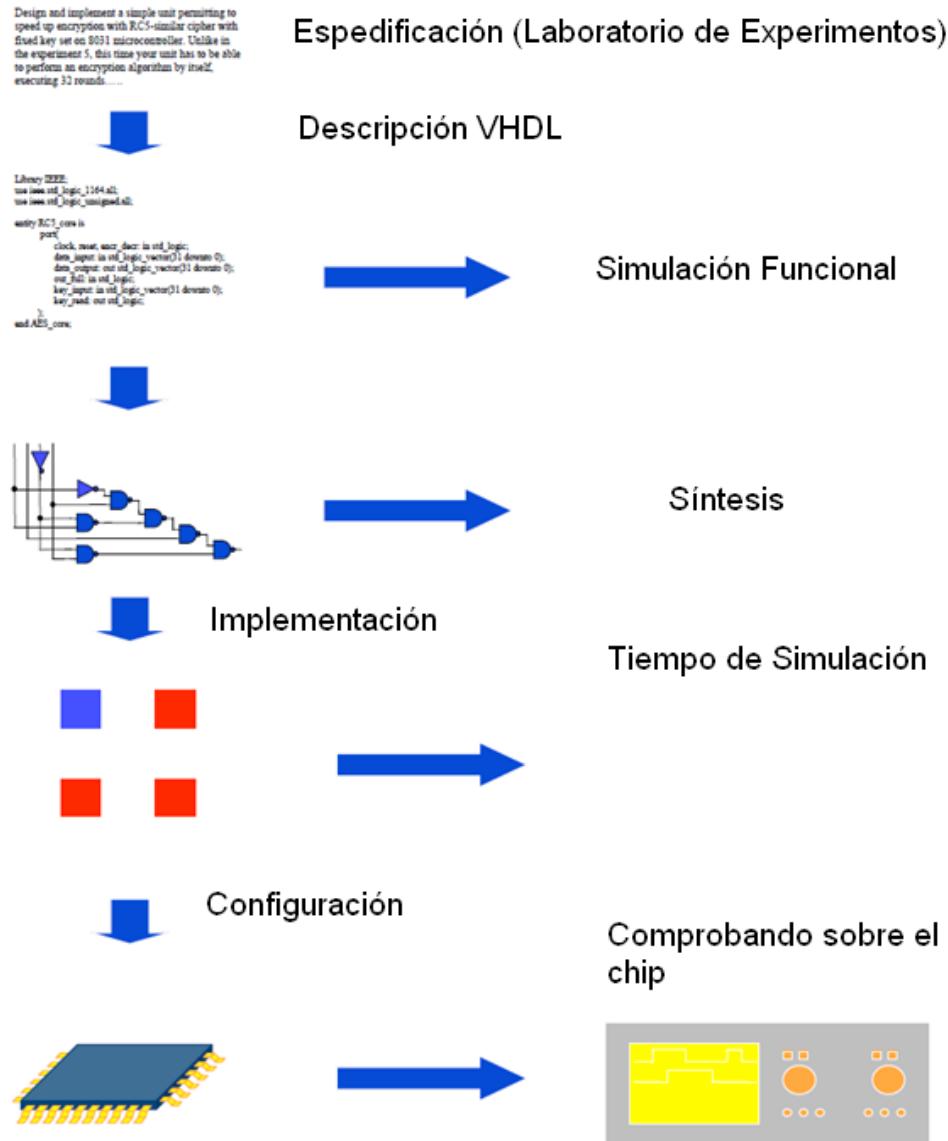 Design and implement a simple unit permitting to
speed up encryption with RC5-similar cipher with
fixed key set on 8031 microcontroller. Unlike in
the experiment 5, this time your unit has to be able
to perform an encryption algorithm by itself,
executing 32 rounds.....
Espedificación (Laboratorio de Experimentos)
Descripción VHDL
Library IEEE;
use ieee.std_logic_1164.all;
use ieee.std_logic_unsigned.all;
entity RC5_core is
port(
clock, reset, encr_decr: in std_logic;
data_input: in std_logic_vector(31 downto 0);
data_output: out std_logic_vector(31 downto 0);
out_full: in std_logic;
key_input: in std_logic_vector(31 downto 0);
key_read: out std_logic;
);
end AES_core;
Simulación Funcional
Síntesis
Implementación
Tiempo de Simulación
Configuración
Comprobando sobre el
chip